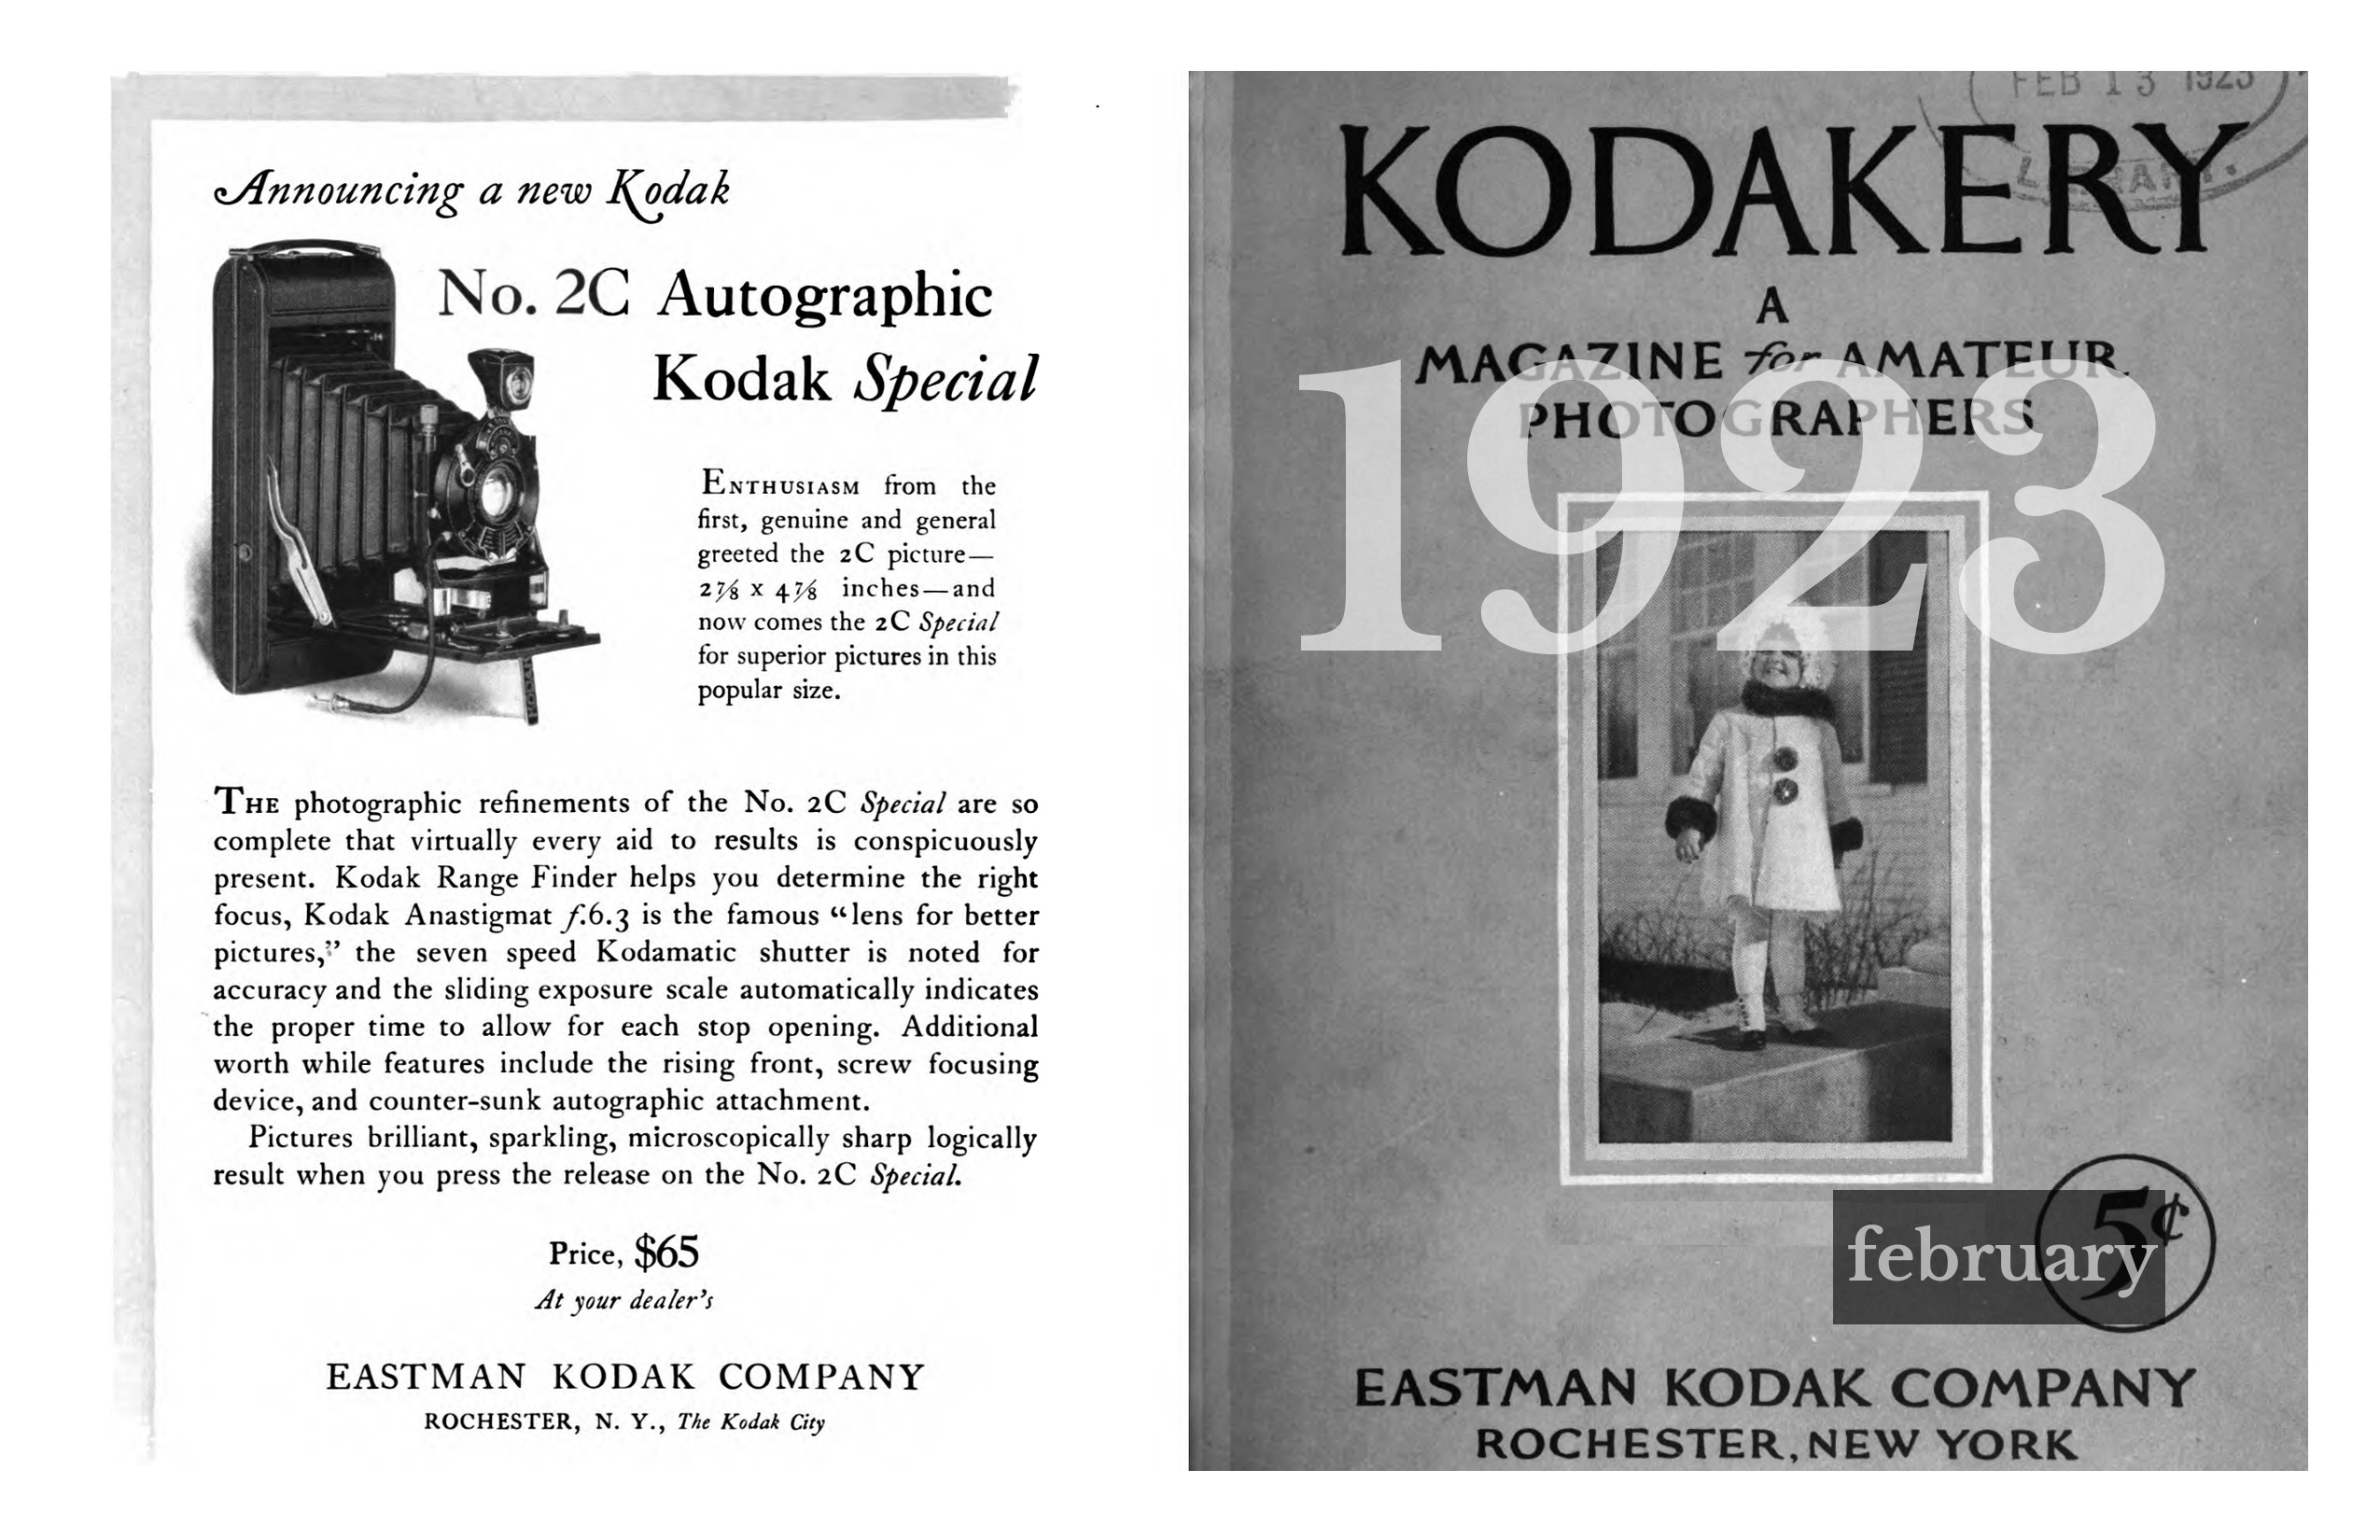 Announcing a new Kodak
No. 2C Autographic
Kodak Special
ENTHUSIASM from the
first, genuine and general
greeted the 2C picture—
2⅞ x 4⅞ inches—and
now comes the 2C Special
for superior pictures in this
popular size.
THE photographic refinements of the No. 2C Special are so
complete that virtually every aid to results is conspicuously
present. Kodak Range Finder helps you determine the right
focus, Kodak Anastigmat f.6.3 is the famous “lens for better
pictures,” the seven speed Kodamatic shutter is noted for
accuracy and the sliding exposure scale automatically indicates
the proper time to allow for each stop opening. Additional
worth while features include the rising front, screw focusing
device, and counter-sunk autographic attachment.
Pictures brilliant, sparkling, microscopically sharp logically
result when you press the release on the No. 2C Special.
Price, $65
At your dealer's
EASTMAN KODAK COMPANY
ROCHESTER, N. Y., The Kodak City
FEB 13 1923
LIBRARY.
KODAKERY
A
MAGAZINE for AMATEUR
PHOTOGRAPHERS
1923
5¢
february
EASTMAN KODAK COMPANY
ROCHESTER, NEW YORK